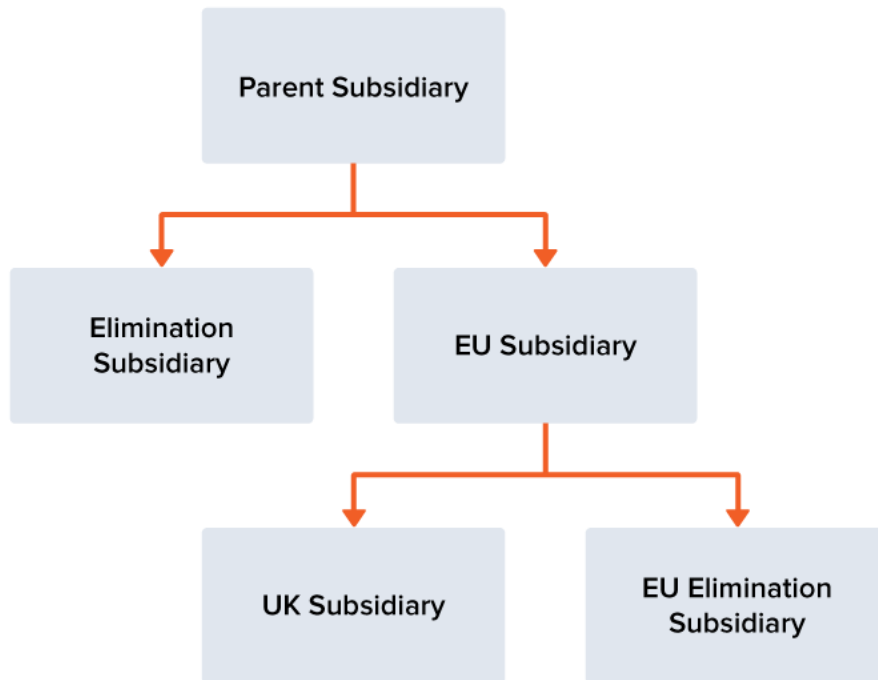 Parent Subsidiary
Elimination
Subsidiary
EU Subsidiary
UK Subsidiary
EU Elimination
Subsidiary